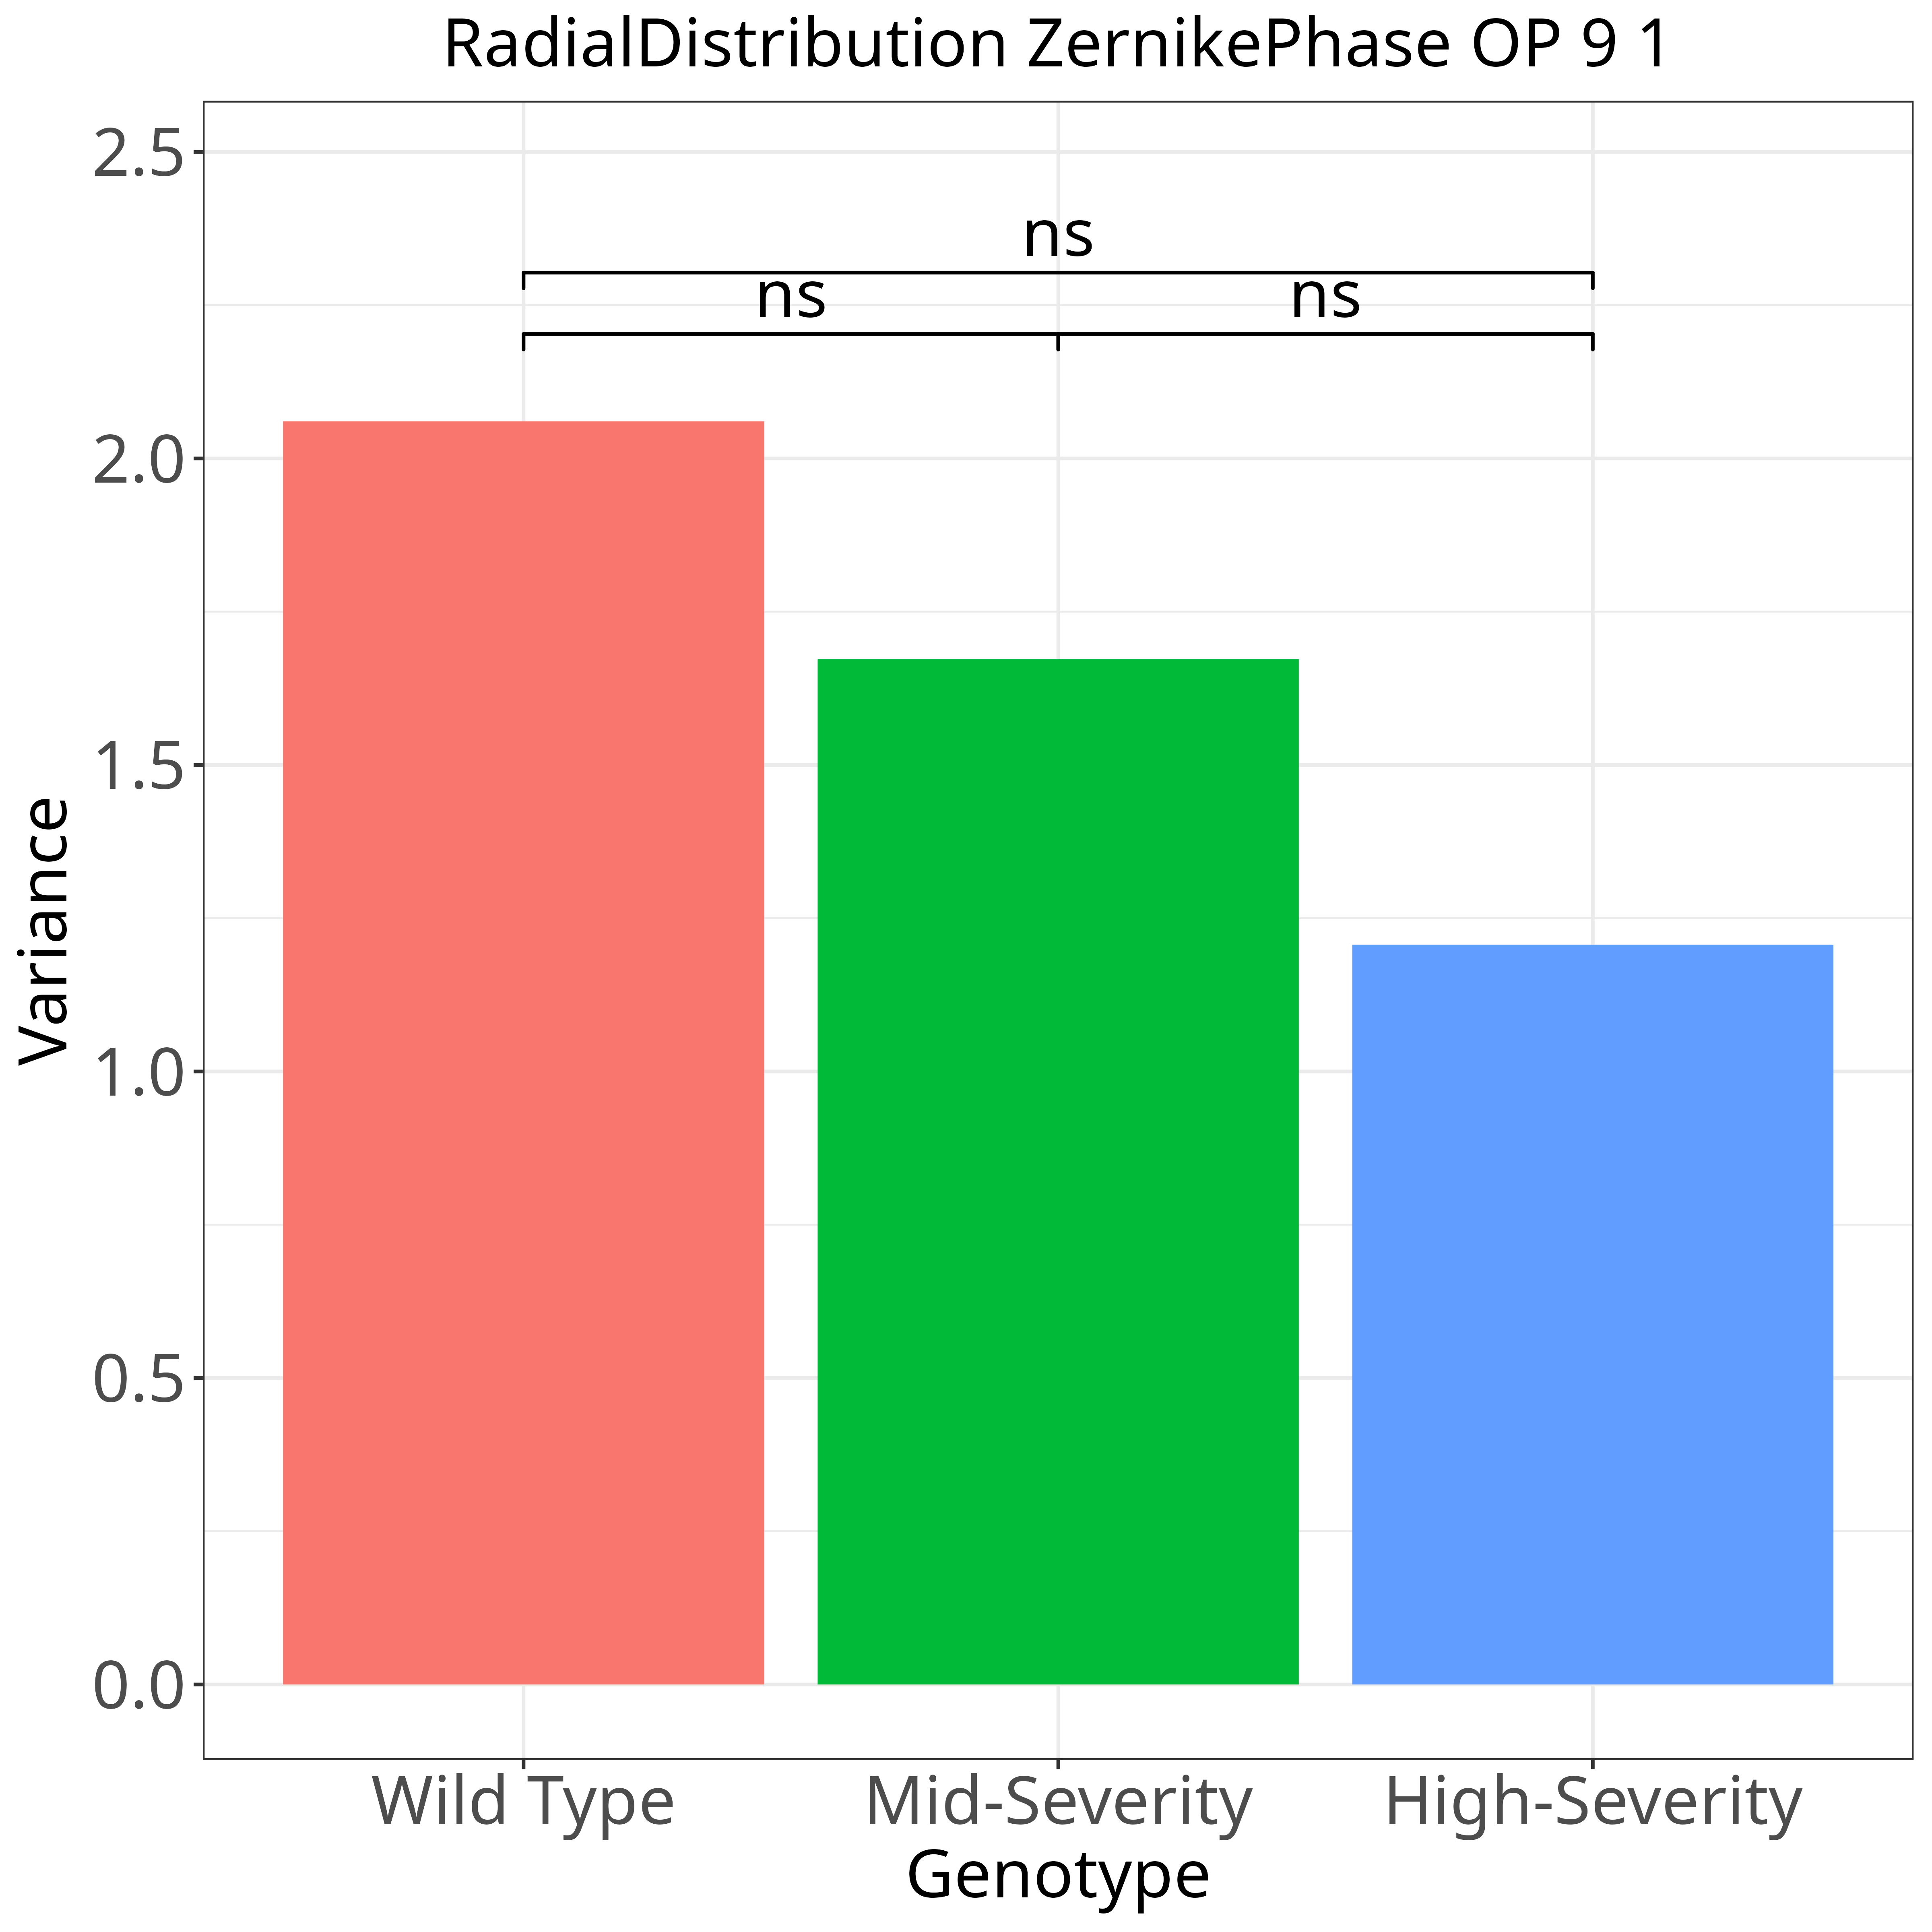 RadialDistribution ZernikePhase OP 9 1
2.5
2.0
1.5
1.0
0.5
0.0
Variance
ns
ns ns
Wild Type Mid-Severity High-Severity
Genotype